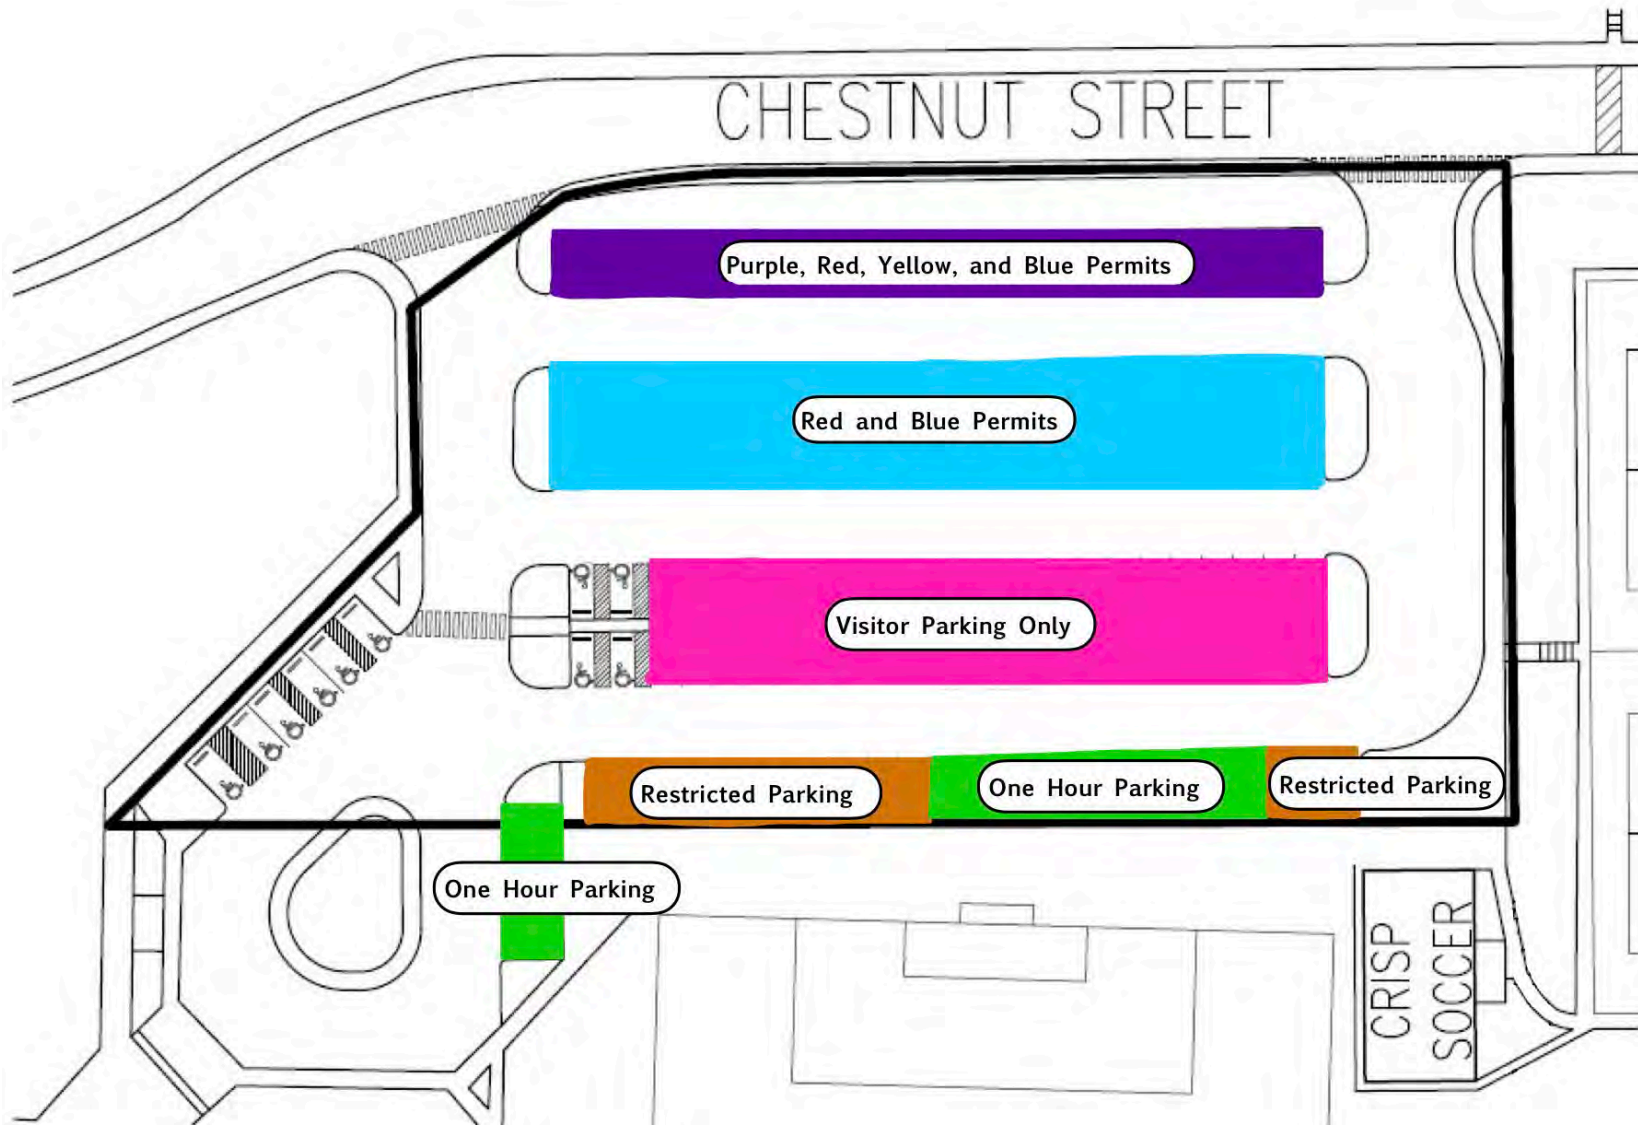 CHESTNUT STREET
Purple, Red, Yellow, and Blue Permits
Red and Blue Permits
Visitor Parking Only
Restricted Parking
One Hour Parking
Restricted Parking
One Hour Parking
CRISP
SOCCER